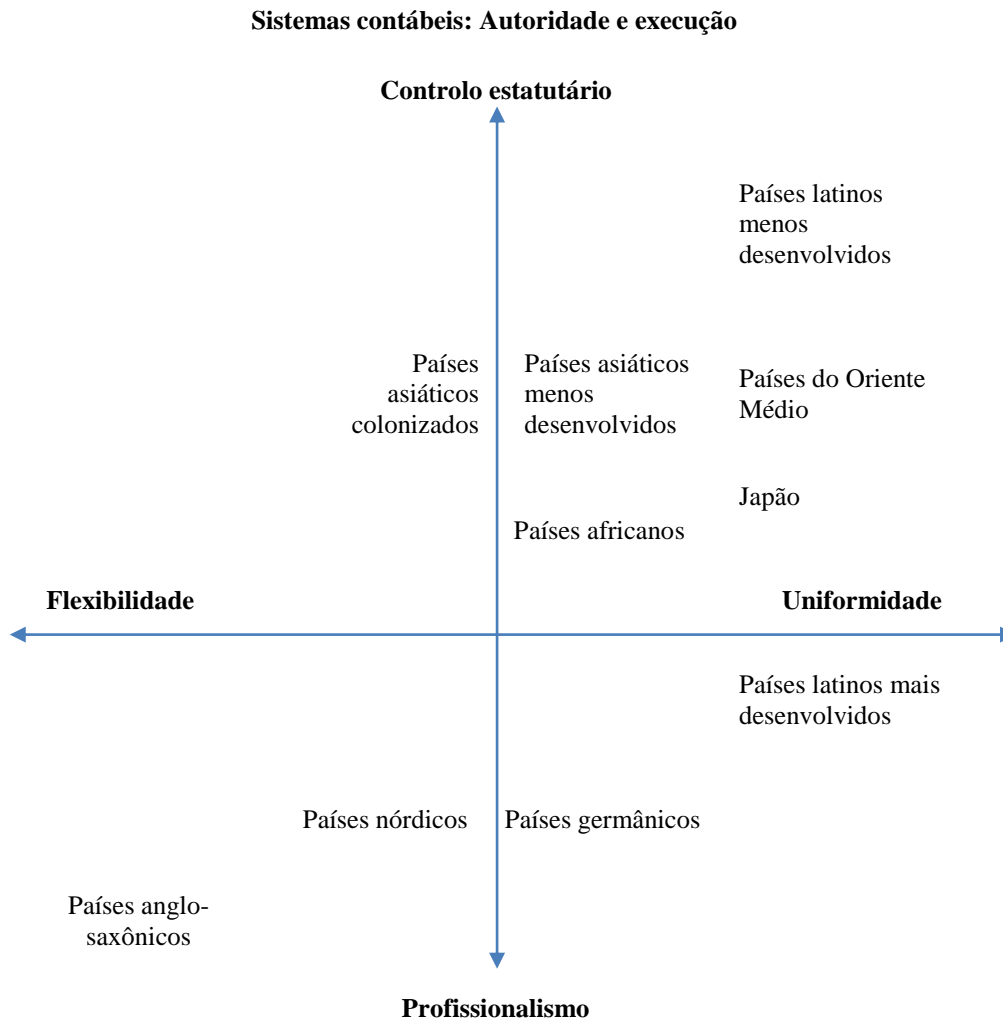 Sistemas contábeis: Autoridade e execução
Controlo estatutário
Países latinos
menos
desenvolvidos
Países
asiáticos
colonizados
Países asiáticos
menos
desenvolvidos
Países do Oriente
Médio
Japão
Países africanos
Flexibilidade
Uniformidade
Países latinos mais
desenvolvidos
Países nórdicos
Países germânicos
Países anglo-
saxônicos
Profissionalismo